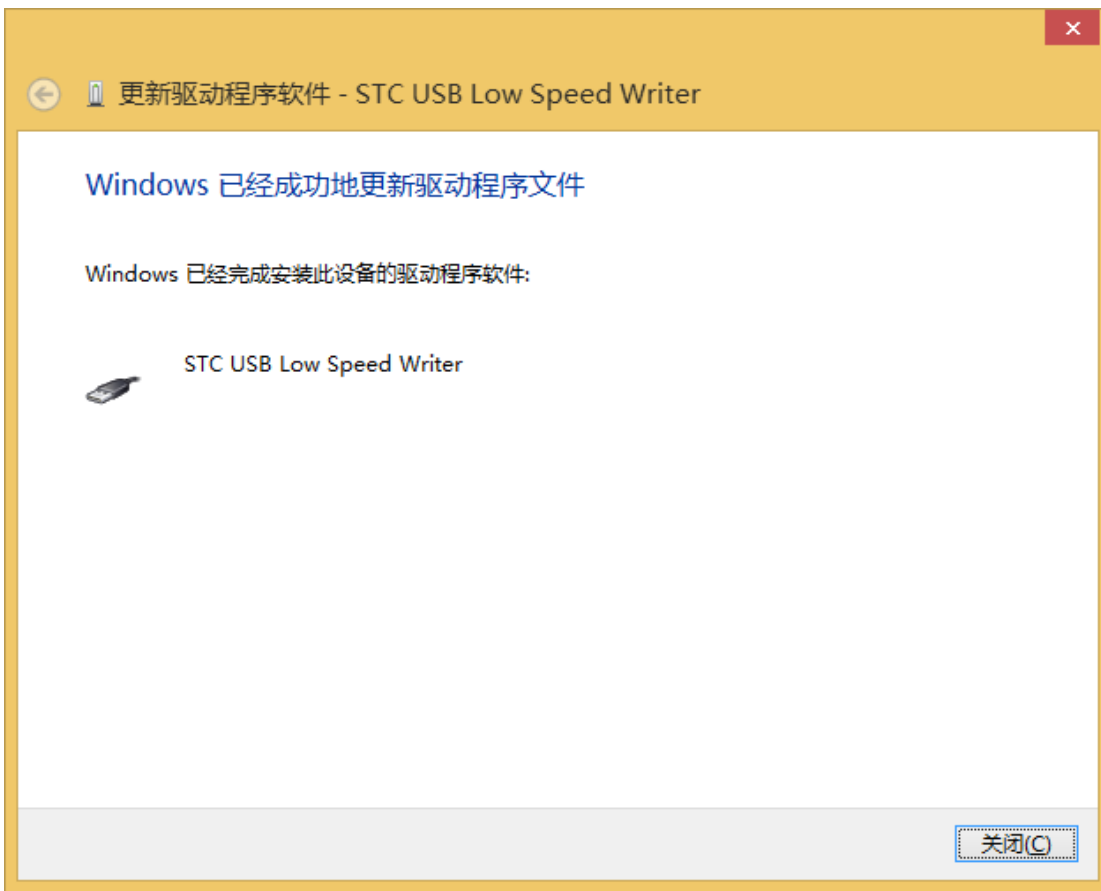 更新驱动程序软件 - STC USB Low Speed Writer
Windows 已经成功地更新驱动程序文件
Windows 已经完成安装此设备的驱动程序软件:
STC USB Low Speed Writer
关闭(C)